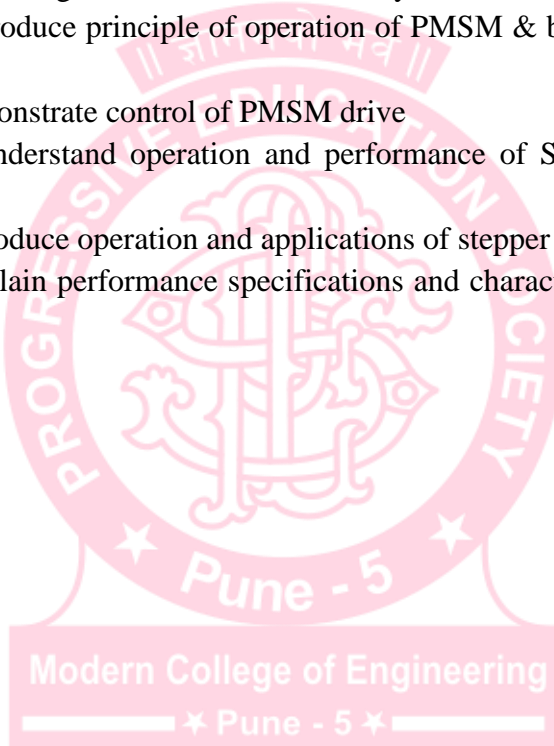 roduce principle of operation of PMSM & b
onstrate control of PMSM drive
nderstand operation and performance of S
oduce operation and applications of stepper
lain performance specifications and charac
PROGRESSIVE EDUCATION SOCIETY
Pune - 5
Modern College of Engineering
Pune - 5